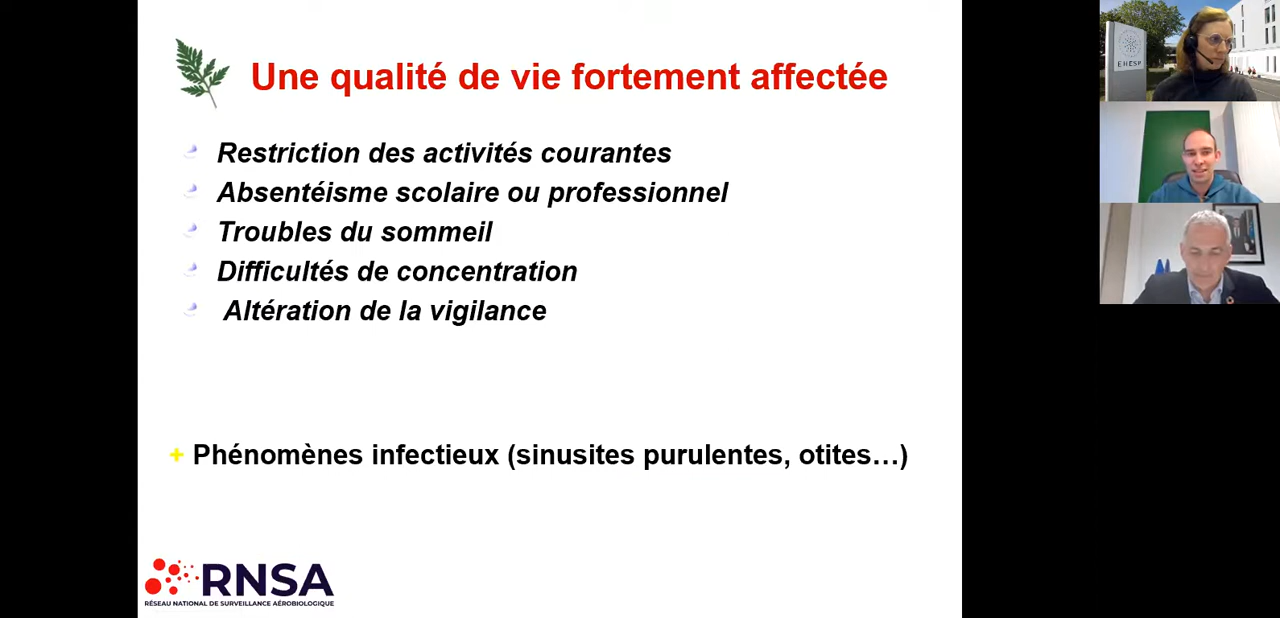 Une qualité de vie fortement affectée
Restriction des activités courantes
Absentéisme scolaire ou professionnel
Troubles du sommeil
Difficultés de concentration
Altération de la vigilance
+ Phénomènes infectieux (sinusites purulentes, otites…)
RNSA
RÉSEAU NATIONAL DE SURVEILLANCE AÉROBIOLOGIQUE
EHESP